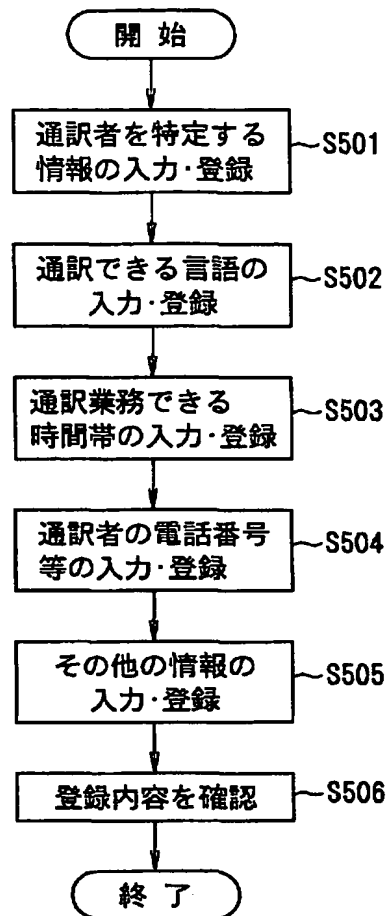 開始
通訳者を特定する
情報の入力·登録
S501
通訳できる言語の
入力·登録
S502
通訳業務できる
時間帯の入力·登録
S503
通訳者の電話番号
等の入力·登録
S504
その他の情報の
入力·登録
S505
登録内容を確認
S506
終了